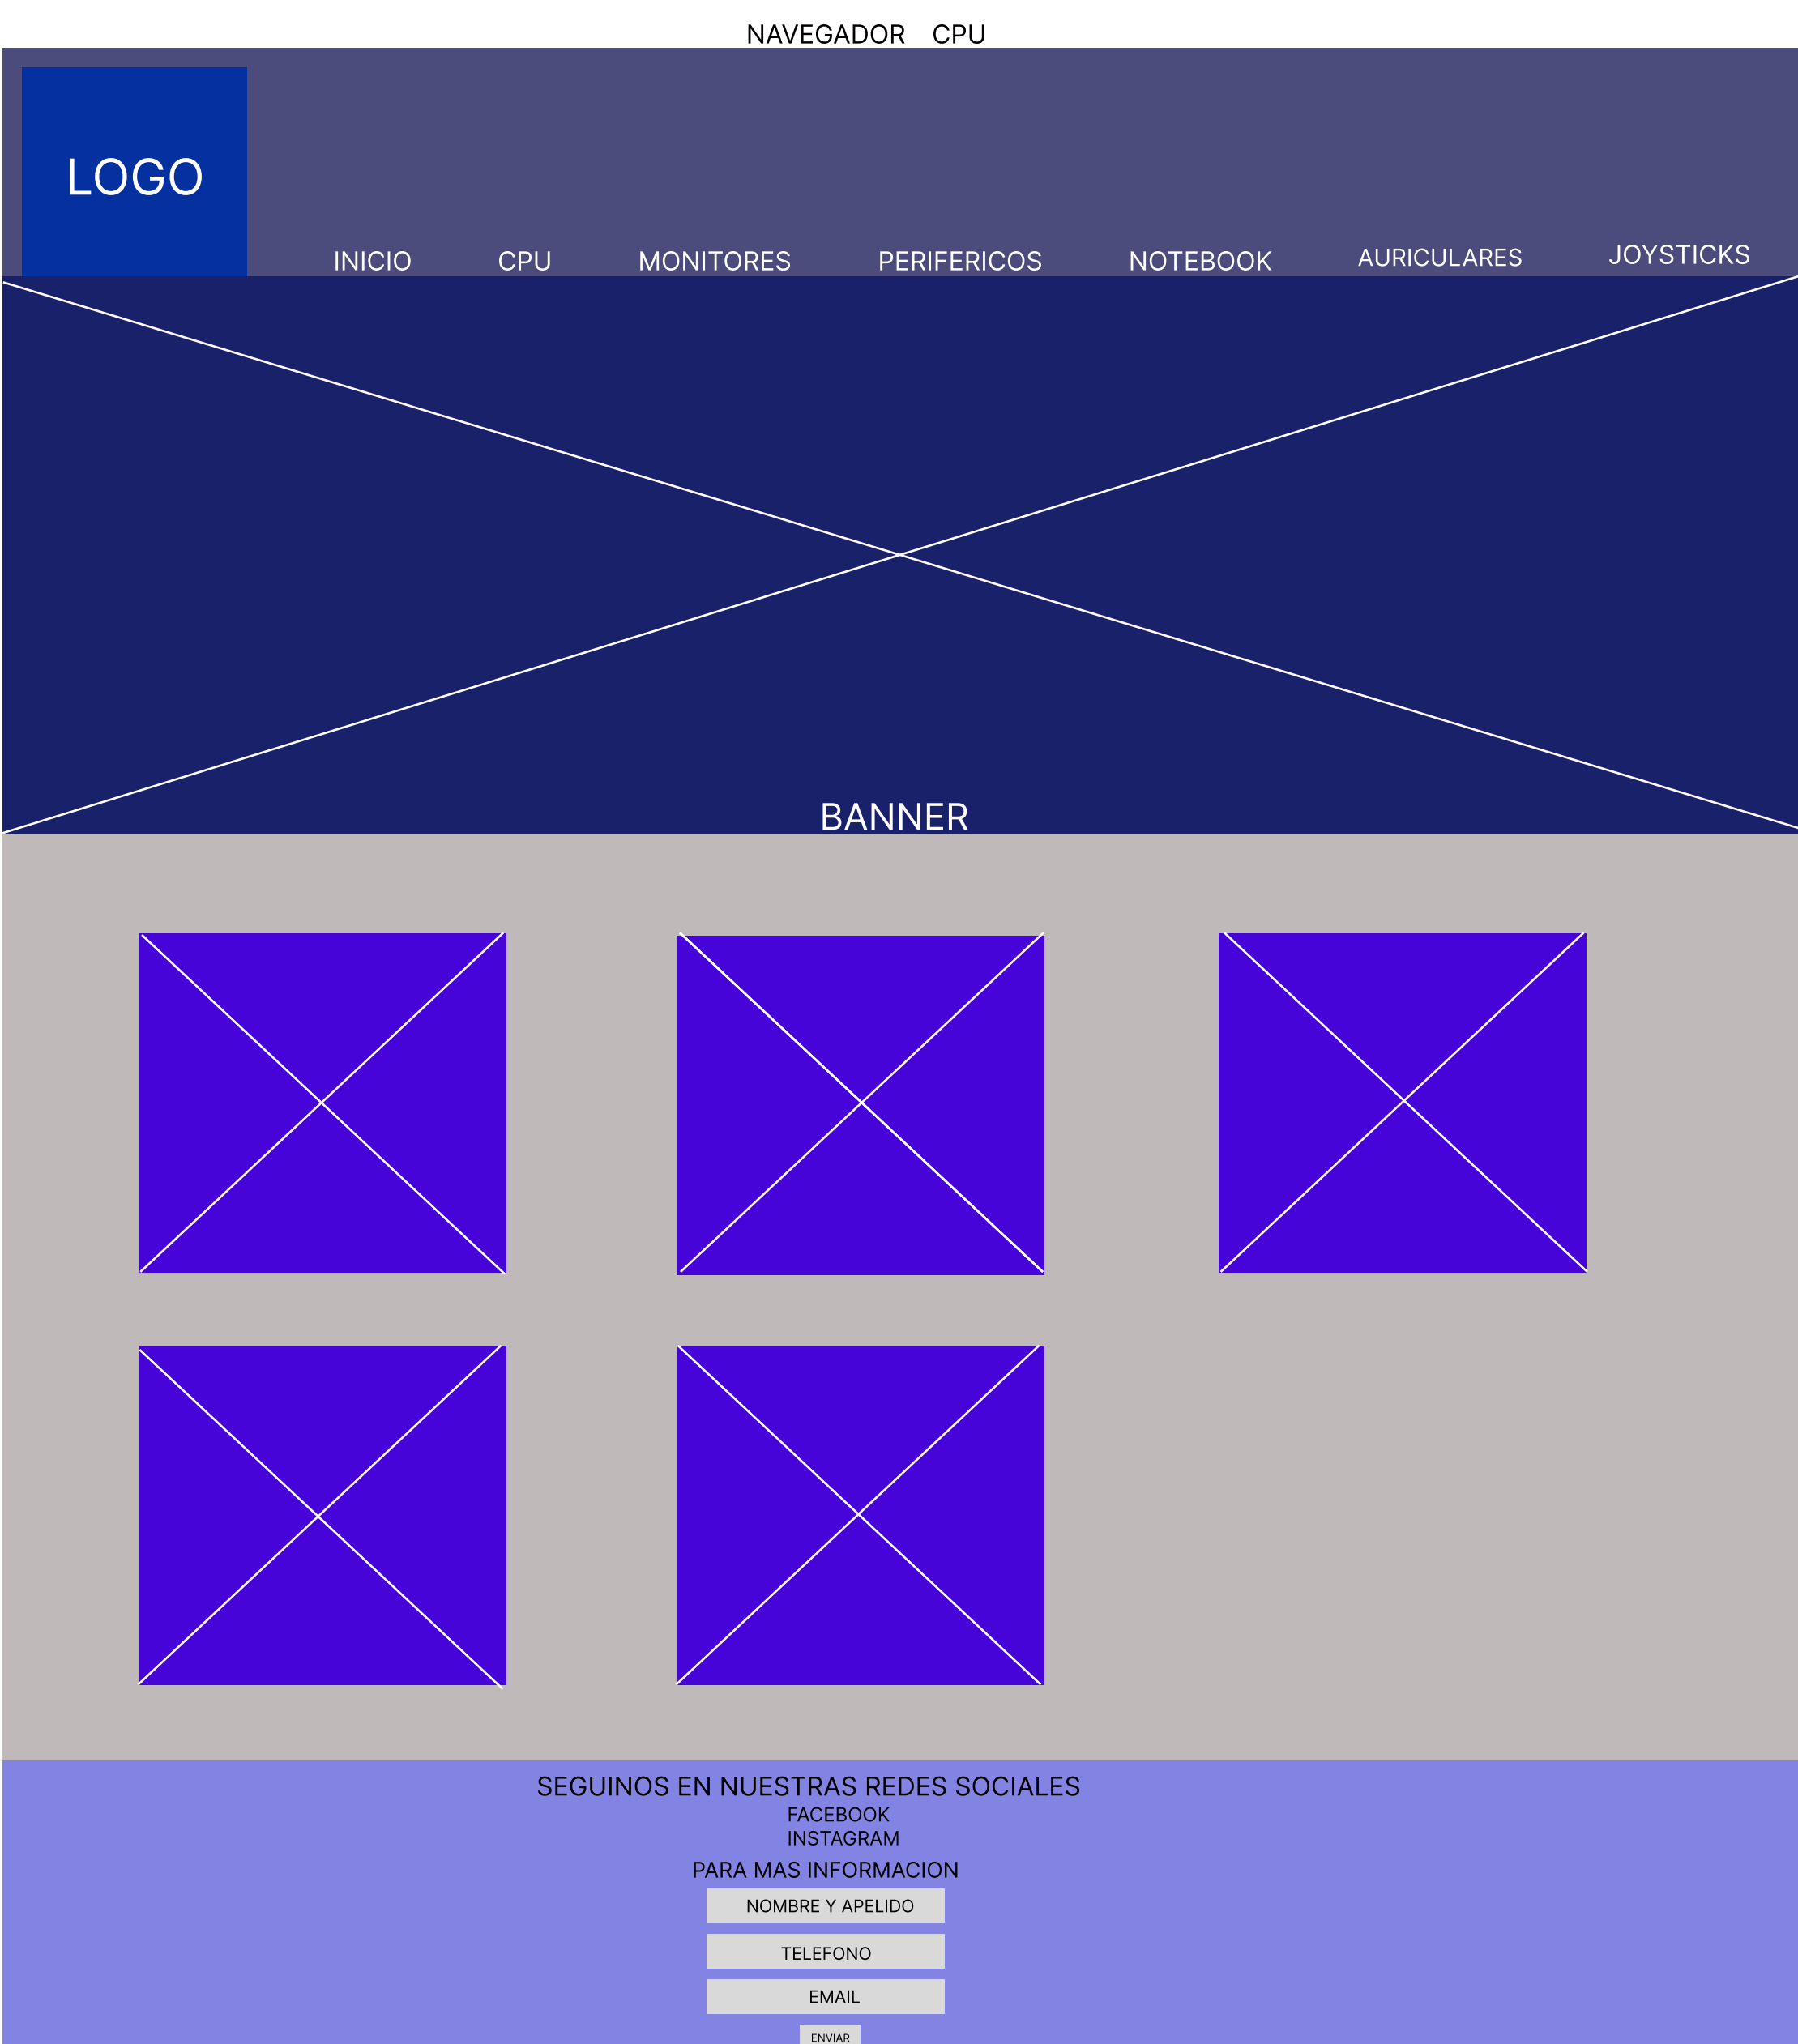 NAVEGADOR CPU
LOGO
INICIO CPU MONITORES PERIFERICOS NOTEBOOK AURICULARES JOYSTICKS
BANNER
SEGUINOS EN NUESTRAS REDES SOCIALES
FACEBOOK
INSTAGRAM
PARA MAS INFORMACION
NOMBRE Y APELIDO
TELEFONO
EMAIL
ENVIAR